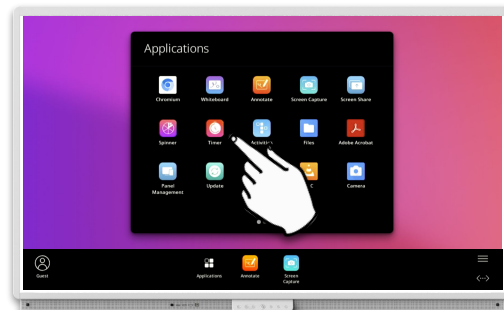 Applications
Chromium Whiteboard Annotate Screen Capture Screen Share
Spinner Timer Activities Files Adobe Acrobat
Panel Management Update C Camera
Guest Applications Annotate Screen Capture